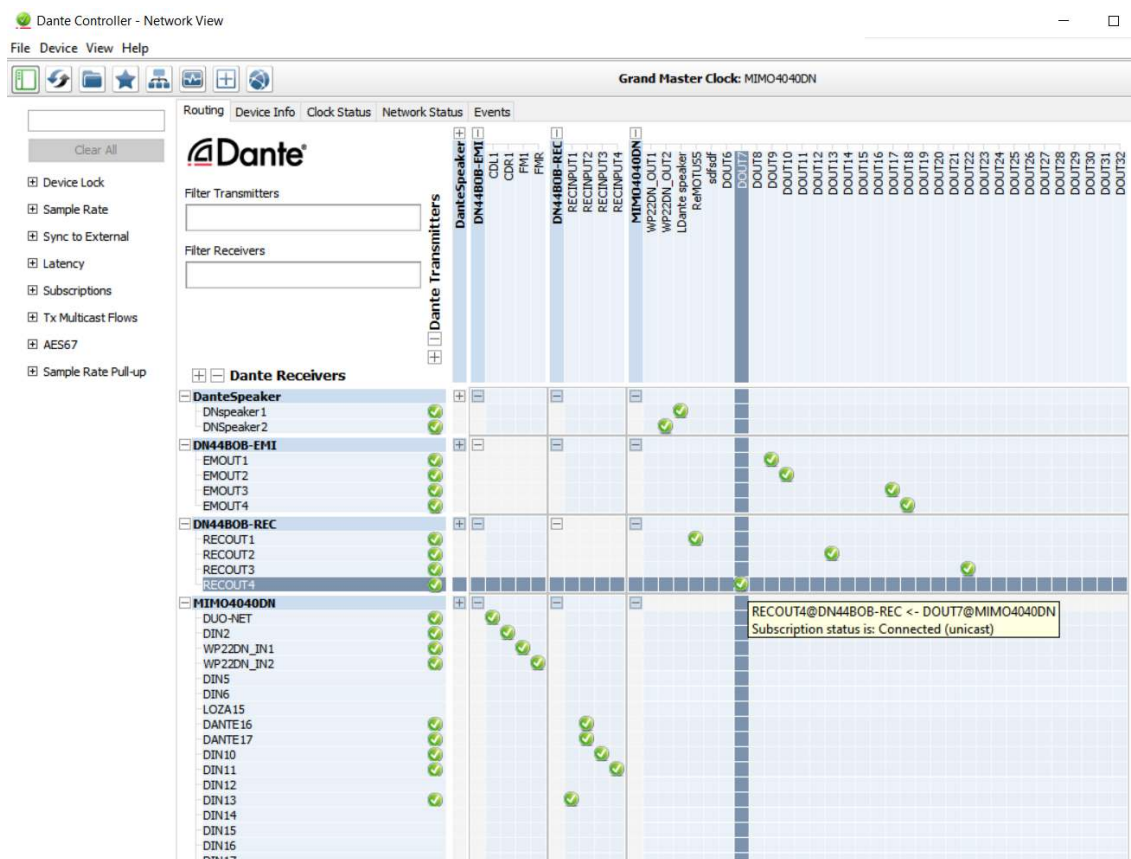 Dante Controller - Network View
File Device View Help
Grand Master Clock: MIMO4040DN
Routing Device Info Clock Status Network Status Events
Clear All
Device Lock
Sample Rate
Sync to External
Latency
Subscriptions
Tx Multicast Flows
AES67
Sample Rate Pull-up
Dante
Filter Transmitters
Filter Receivers
Dante Receivers
Dante Transmitters
DanteSpeaker
DN44BOB-EMI
CDL1
CDR1
FM1
FMR
DN44BOB-REC
RECINPUT1
RECINPUT2
RECINPUT3
RECINPUT4
MIMO4040DN
WP22DN_OUT1
WP22DN_OUT2
LDante speaker
ReMOTUS5
sdfsdf
DOUT6
DOUT7
DOUT8
DOUT9
DOUT10
DOUT11
DOUT12
DOUT13
DOUT14
DOUT15
DOUT16
DOUT17
DOUT18
DOUT19
DOUT20
DOUT21
DOUT22
DOUT23
DOUT24
DOUT25
DOUT26
DOUT27
DOUT28
DOUT29
DOUT30
DOUT31
DOUT32
DanteSpeaker
DNspeaker1
DNSpeaker2
DN44BOB-EMI
EMOUT1
EMOUT2
EMOUT3
EMOUT4
DN44BOB-REC
RECOUT1
RECOUT2
RECOUT3
RECOUT4
MIMO4040DN
DUO-NET
DIN2
WP22DN_IN1
WP22DN_IN2
DIN5
DIN6
LOZA15
DANTE16
DANTE17
DIN10
DIN11
DIN12
DIN13
DIN14
DIN15
DIN16
DIN17
RECOUT4@DN44BOB-REC <- DOUT7@MIMO4040DN
Subscription status is: Connected (unicast)